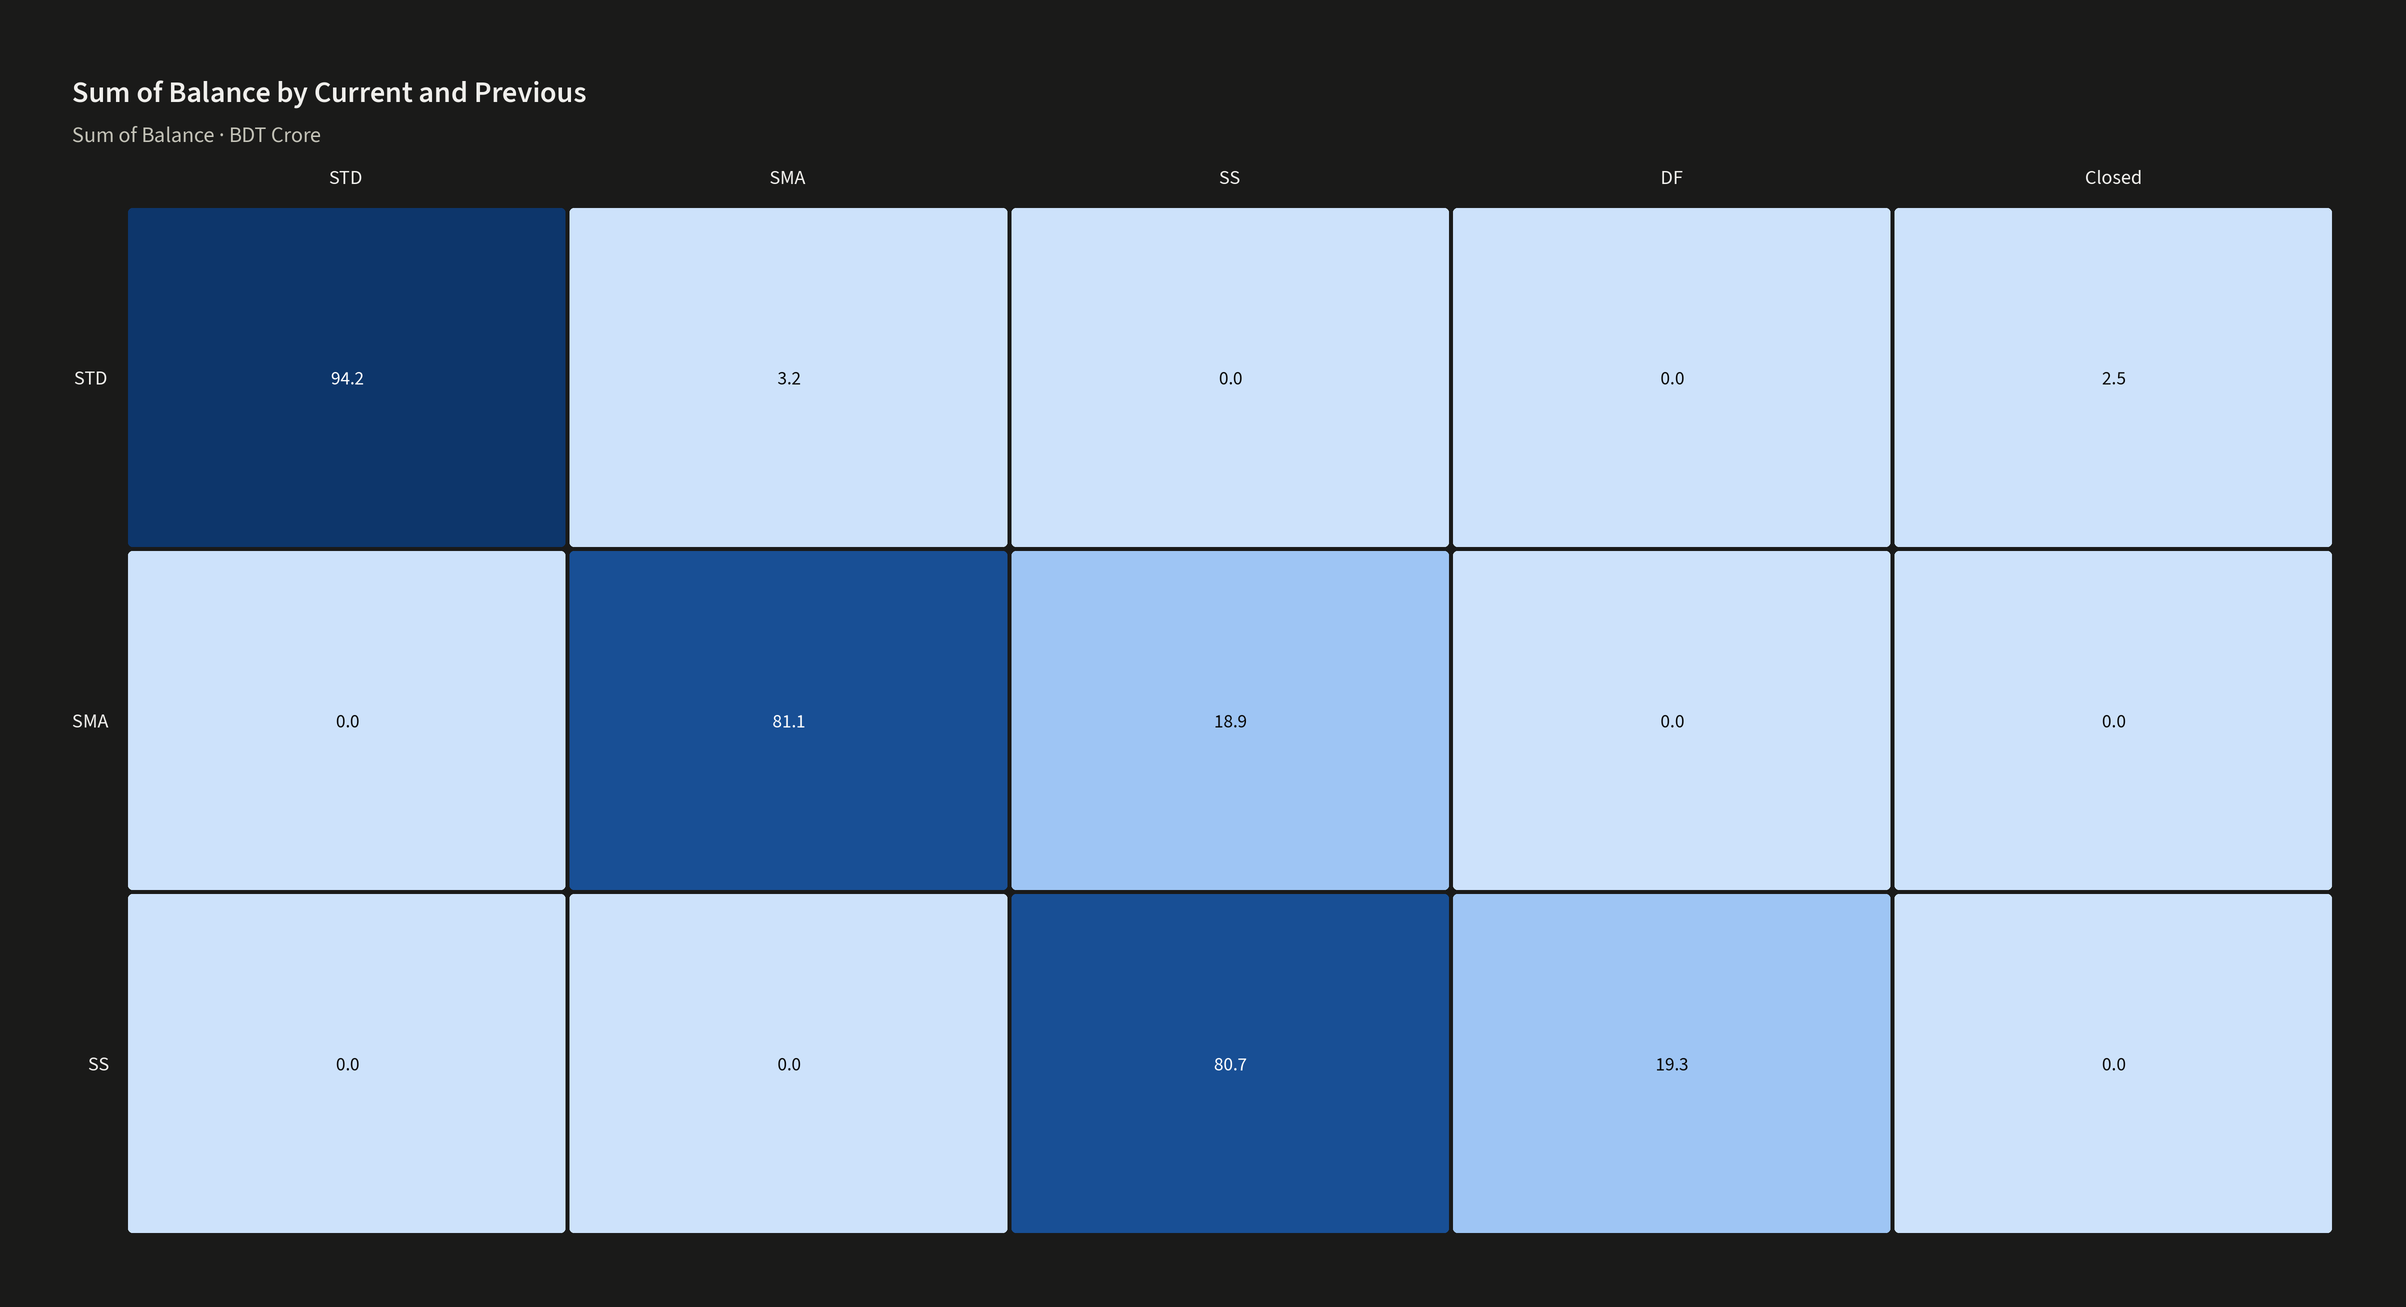 Sum of Balance by Current and Previous
Sum of Balance · BDT Crore
STD SMA SS DF Closed
STD 94.2 3.2 0.0 0.0 2.5
SMA 0.0 81.1 18.9 0.0 0.0
SS 0.0 0.0 80.7 19.3 0.0